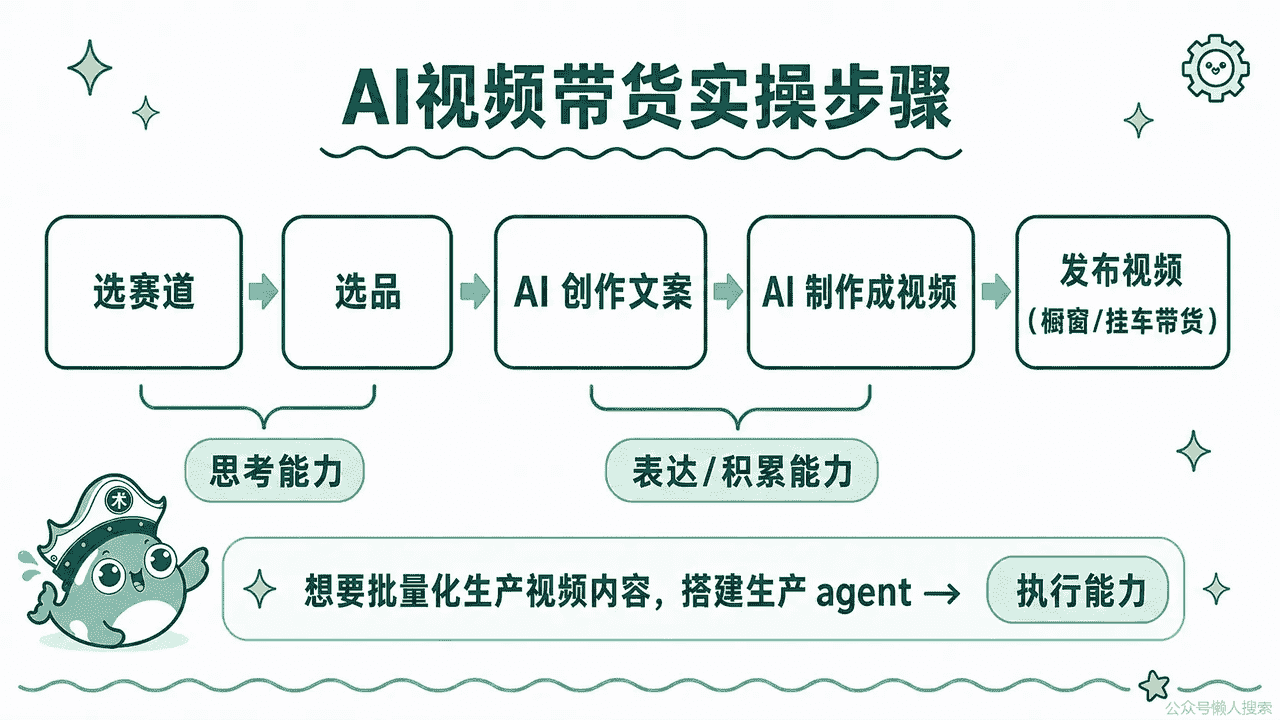 AI视频带货实操步骤
选赛道
选品
AI 创作文案
AI 制作成视频
发布视频
（橱窗/挂车带货）
思考能力
表达/积累能力
术
想要批量化生产视频内容，搭建生产 agent → 执行能力
公众号懒人搜索